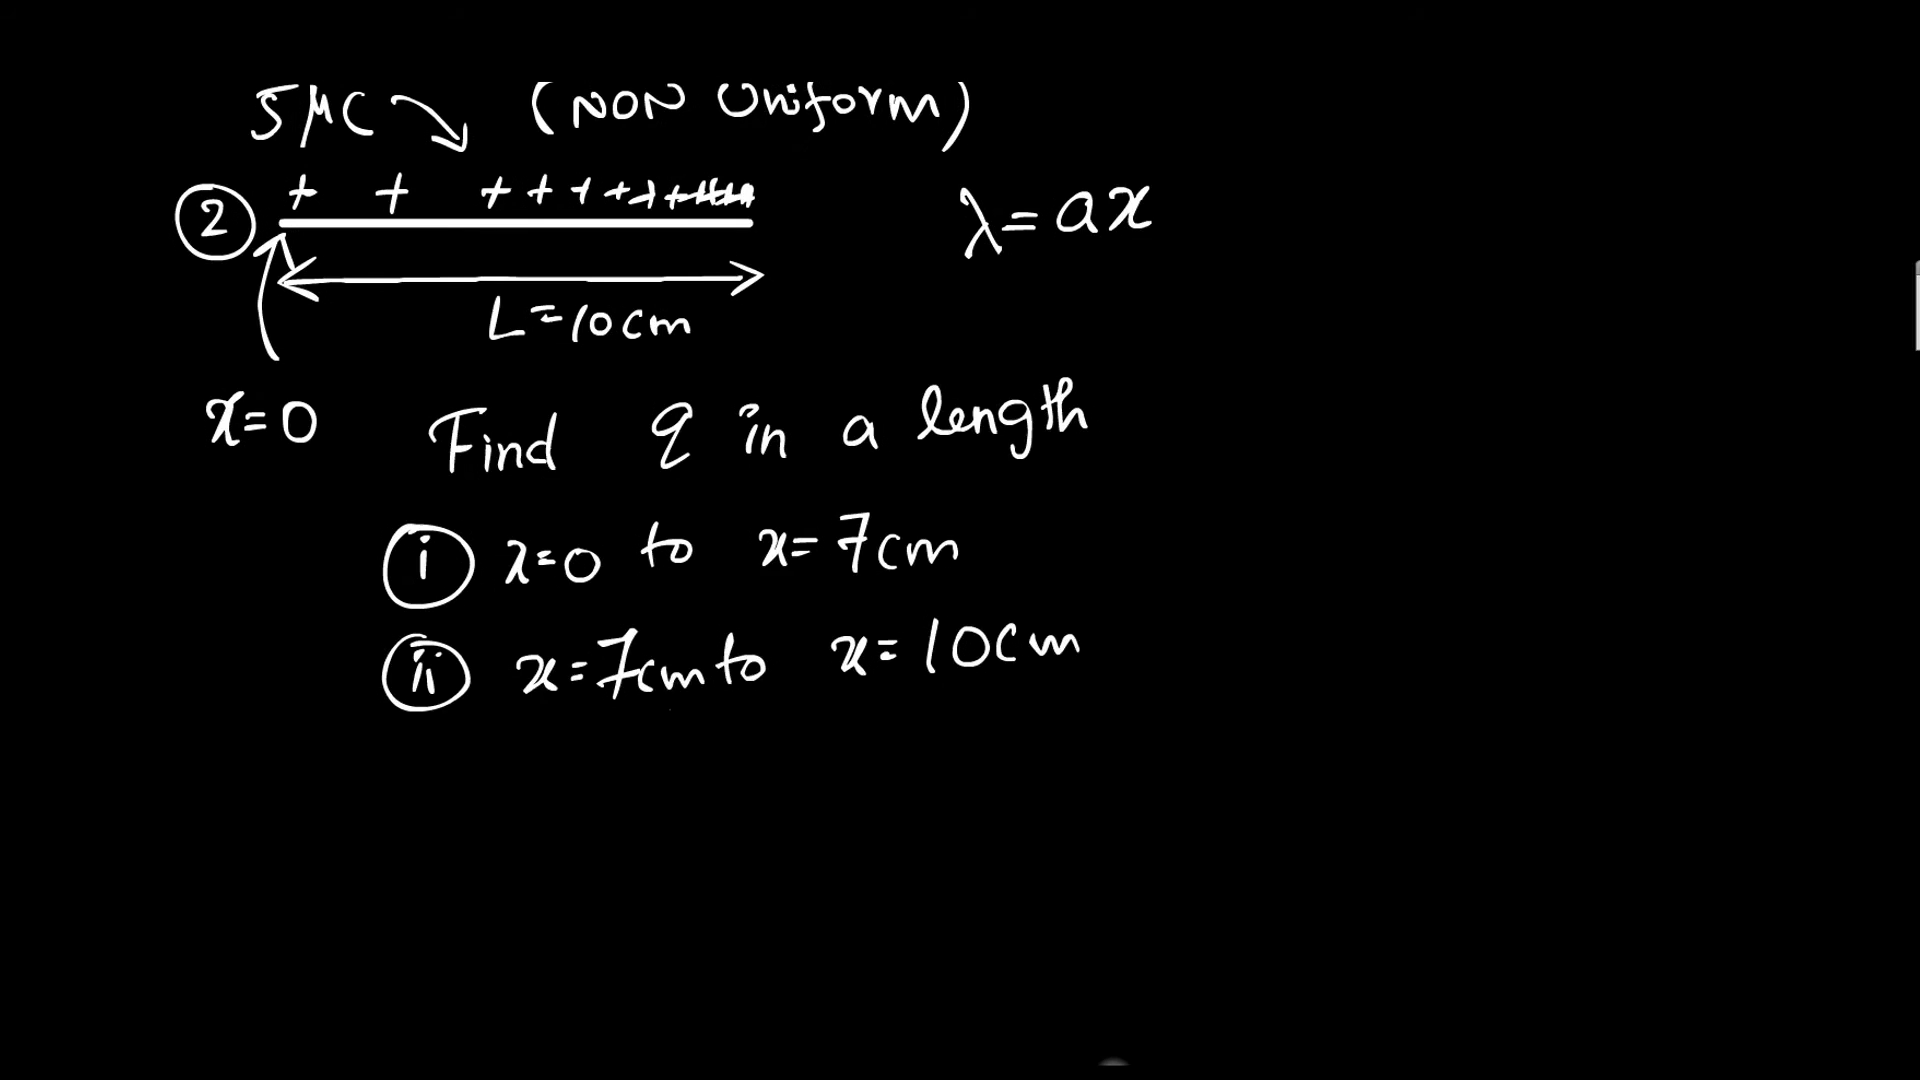 5μC (NON Uniform)
+ + + + + + + + +
② λ=ax
L=10cm
x=0 Find q in a length
ⓘ x=0 to x=7cm
ⓘⓘ x=7cm to x=10cm